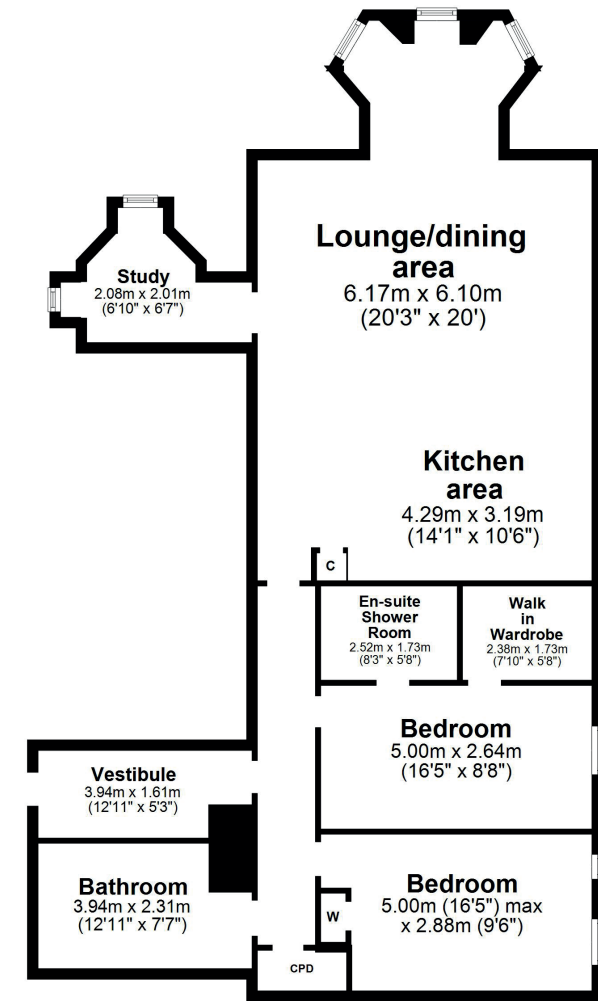 Lounge/dining
area
6.17m x 6.10m
(20'3" x 20')
Study
2.08m x 2.01m
(6'10" x 6'7")
Kitchen
area
4.29m x 3.19m
(14'1" x 10'6")
C
En-suite
Shower
Room
2.52m x 1.73m
(8'3" x 5'8")
Walk
in
Wardrobe
2.38m x 1.73m
(7'10" x 5'8")
Bedroom
5.00m x 2.64m
(16'5" x 8'8")
Vestibule
3.94m x 1.61m
(12'11" x 5'3")
Bathroom
3.94m x 2.31m
(12'11" x 7'7")
Bedroom
5.00m (16'5") max
x 2.88m (9'6")
W
CPD